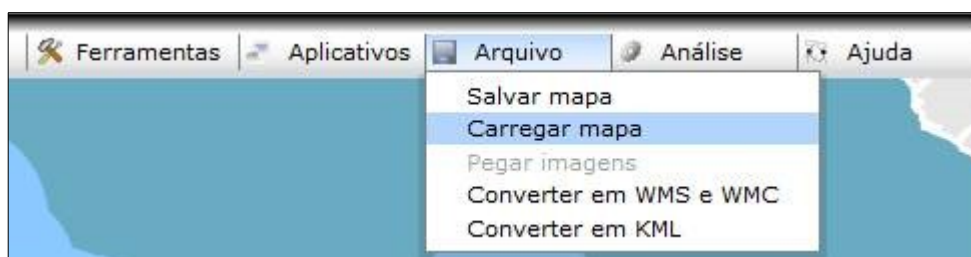 Ferramentas Aplicativos Arquivo Análise Ajuda
Salvar mapa
Carregar mapa
Pegar imagens
Converter em WMS e WMC
Converter em KML